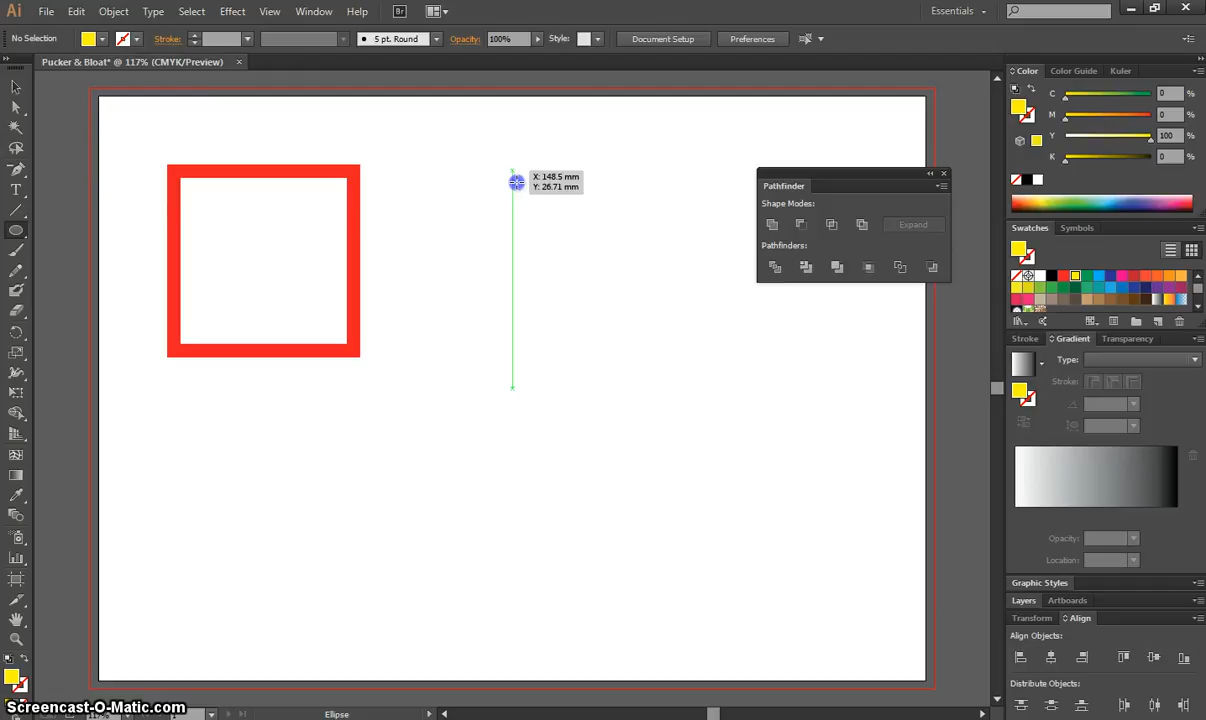 Ai File Edit Object Type Select Effect View Window Help Br Essentials
No Selection Stroke: 5 pt. Round Opacity: 100% Style: Document Setup Preferences
Pucker & Bloat* @ 117% (CMYK/Preview) ×
Color Color Guide Kuler
C 0 %
M 0 %
Y 100 %
K 0 %
X: 148.5 mm
Y: 26.71 mm
Pathfinder
Shape Modes:
Expand
Pathfinders:
Swatches Symbols
Stroke Gradient Transparency
Type:
Stroke:
Opacity:
Location:
Graphic Styles
Layers Artboards
Transform Align
Align Objects:
Distribute Objects:
T
Screencast-O-Matic.com
117% 1 Ellipse